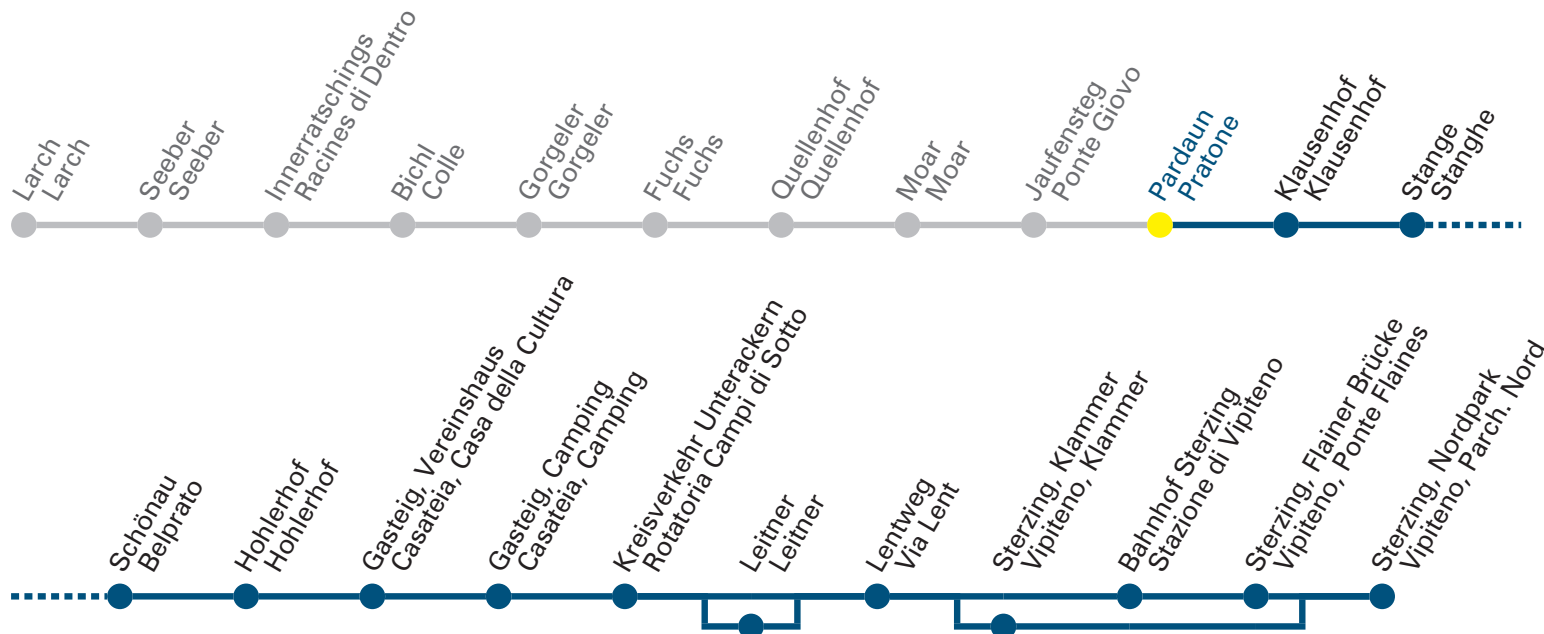 Larch
Larch
Seeber
Seeber
Innerratschings
Racines di Dentro
Bichl
Colle
Gorgeler
Gorgeler
Fuchs
Fuchs
Quellenhof
Quellenhof
Moar
Moar
Jaufensteg
Ponte Giovo
Pardaun
Pratone
Klausenhof
Klausenhof
Stange
Stanghe
Schönau
Belprato
Hohlerhof
Hohlerhof
Gasteig, Vereinshaus
Casateia, Casa della Cultura
Gasteig, Camping
Casateia, Camping
Kreisverkehr Unterackern
Rotatoria Campi di Sotto
Leitner
Leitner
Lentweg
Via Lent
Sterzing, Klammer
Vipiteno, Klammer
Bahnhof Sterzing
Stazione di Vipiteno
Sterzing, Flainer Brücke
Vipiteno, Ponte Flaines
Sterzing, Nordpark
Vipiteno, Parch. Nord